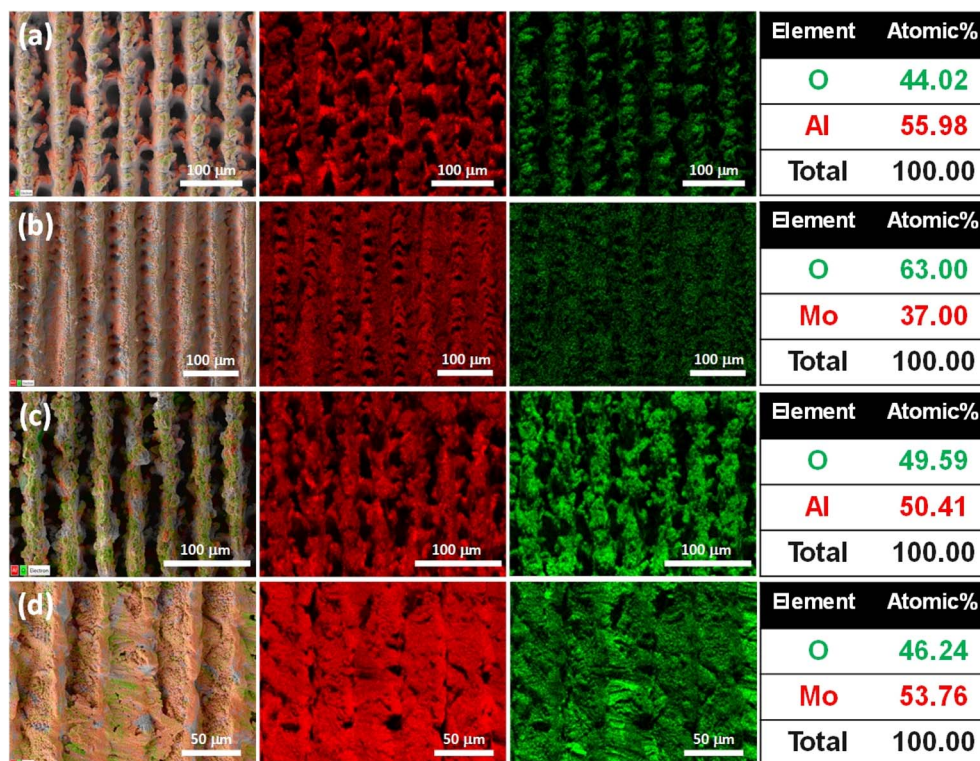 (a)
100 µm
100 µm
100 µm
Element Atomic%
O 44.02
Al 55.98
Total 100.00
(b)
100 µm
100 µm
100 µm
Element Atomic%
O 63.00
Mo 37.00
Total 100.00
(c)
Electron
100 µm
100 µm
100 µm
Element Atomic%
O 49.59
Al 50.41
Total 100.00
(d)
50 µm
50 µm
50 µm
Element Atomic%
O 46.24
Mo 53.76
Total 100.00